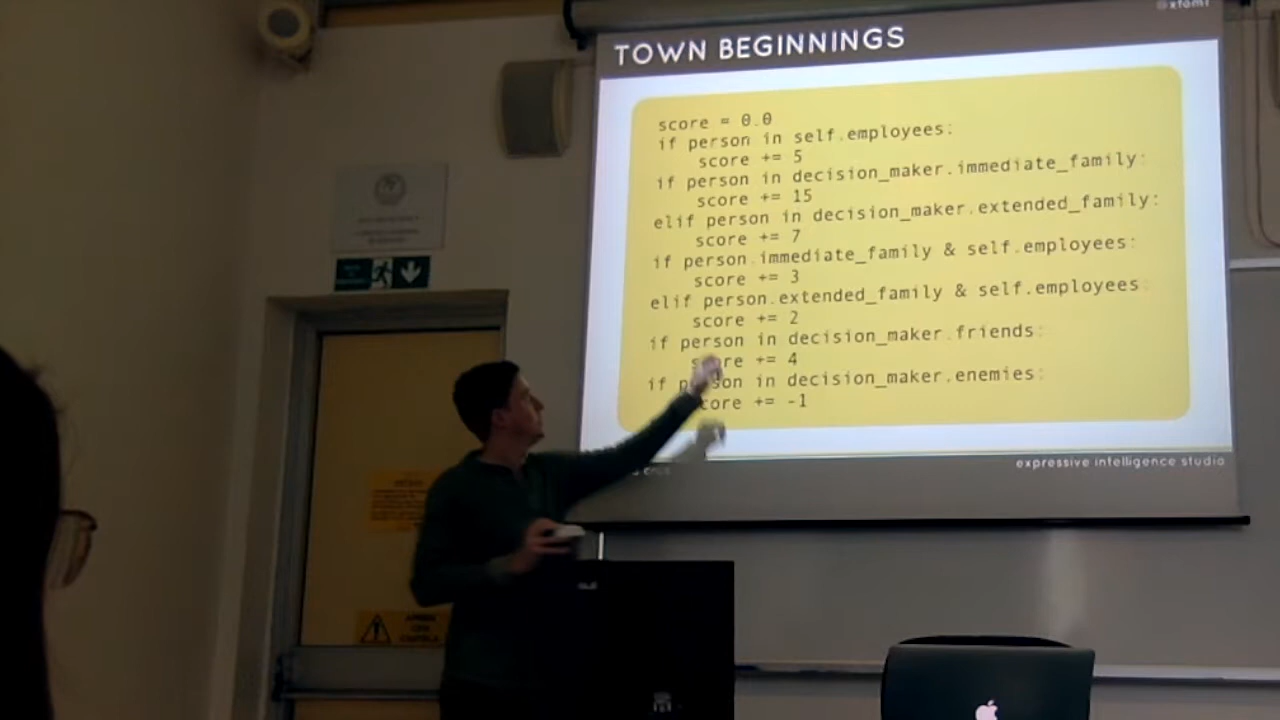 @xfoml
TOWN BEGINNINGS
score = 0.0
if person in self.employees:
score += 5
if person in decision_maker.immediate_family:
score += 15
elif person in decision_maker.extended_family:
score += 7
if person.immediate_family & self.employees:
score += 3
elif person.extended_family & self.employees:
score += 2
if person in decision_maker.friends:
score += 4
if person in decision_maker.enemies:
score += -1
expressive intelligence studio